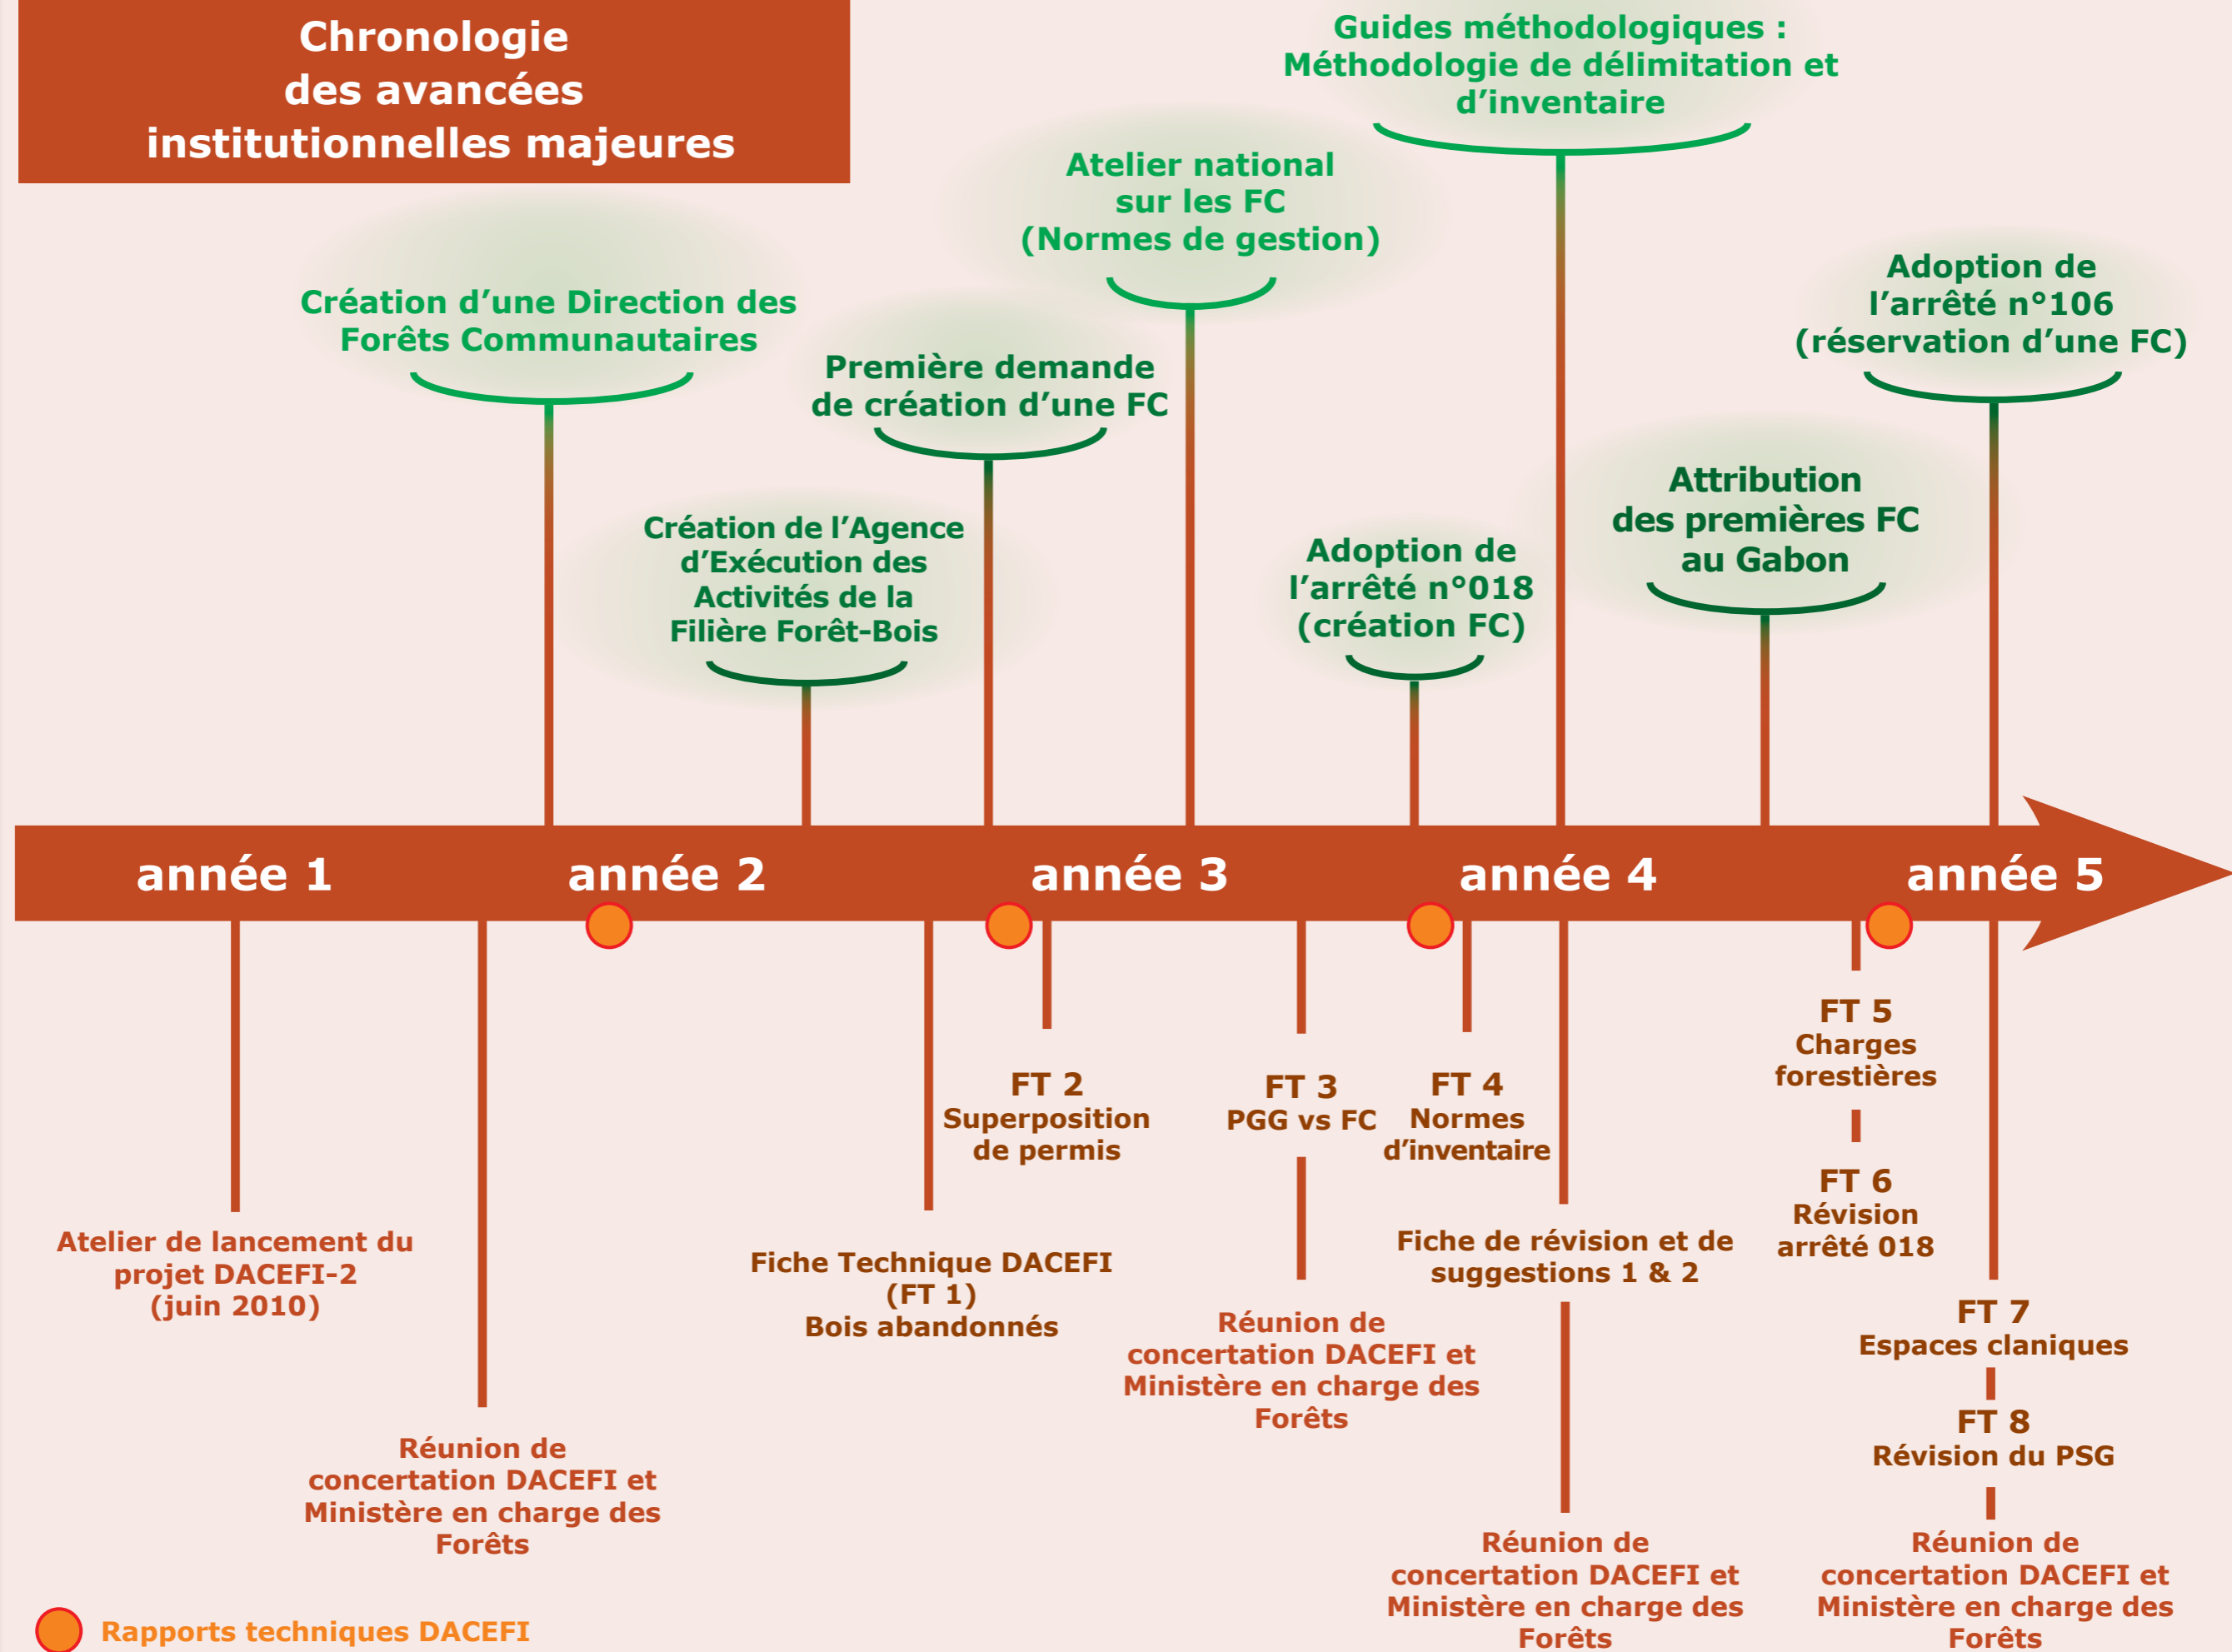 Chronologie
des avancées
institutionnelles majeures
Guides méthodologiques :
Méthodologie de délimitation et
d’inventaire
Atelier national
sur les FC
(Normes de gestion)
Création d’une Direction des
Forêts Communautaires
Adoption de
l’arrêté n°106
(réservation d’une FC)
Première demande
de création d’une FC
Attribution
des premières FC
au Gabon
Création de l’Agence
d’Exécution des
Activités de la
Filière Forêt-Bois
Adoption de
l’arrêté n°018
(création FC)
année 1
année 2
année 3
année 4
année 5
Atelier de lancement du
projet DACEFI-2
(juin 2010)
Réunion de
concertation DACEFI et
Ministère en charge des
Forêts
Fiche Technique DACEFI
(FT 1)
Bois abandonnés
FT 2
Superposition
de permis
FT 3
PGG vs FC
Réunion de
concertation DACEFI et
Ministère en charge des
Forêts
FT 4
Normes
d’inventaire
Fiche de révision et de
suggestions 1 & 2
Réunion de
concertation DACEFI et
Ministère en charge des
Forêts
FT 5
Charges
forestières
FT 6
Révision
arrêté 018
FT 7
Espaces claniques
FT 8
Révision du PSG
Réunion de
concertation DACEFI et
Ministère en charge des
Forêts
Rapports techniques DACEFI